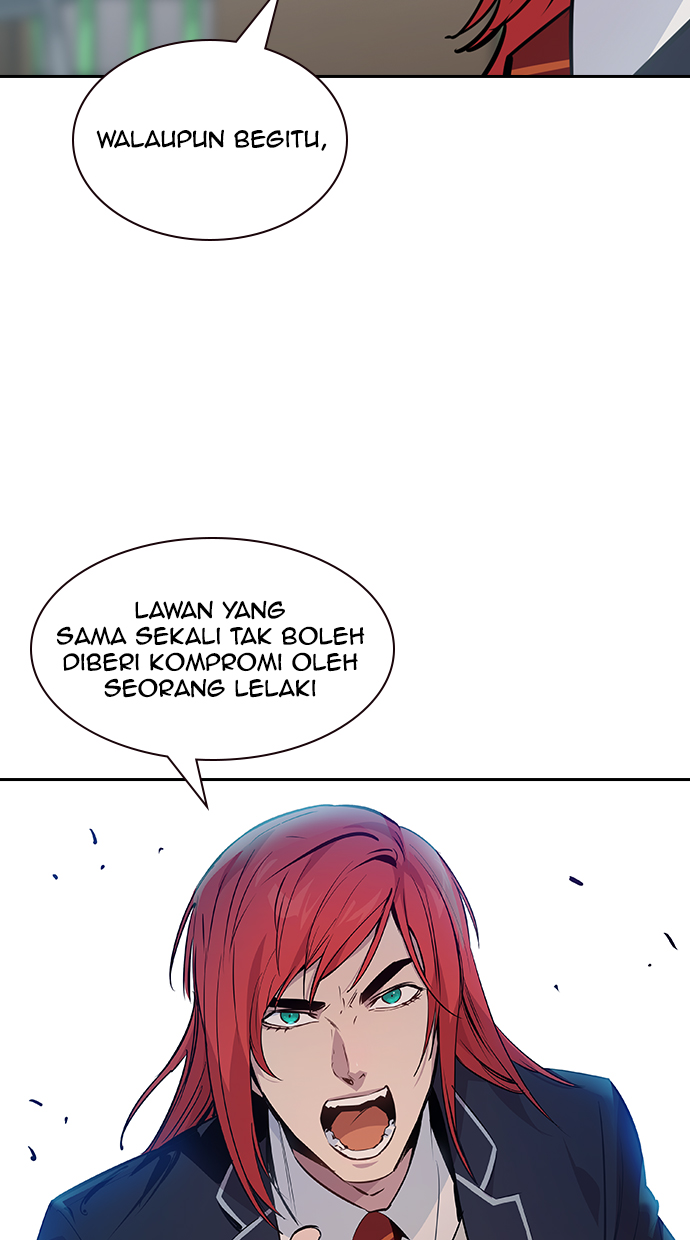 WALAUPUN BEGITU,
LAWAN YANG
SAMA SEKALI TAK BOLEH
DIBERI KOMPROMI OLEH
SEORANG LELAKI